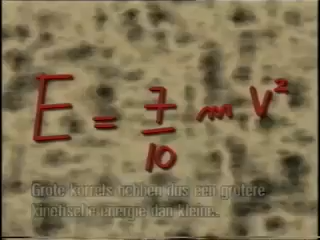 E = 7/10 m V²
Grote korrels hebben dus een grotere
kinetische energie dan kleine.